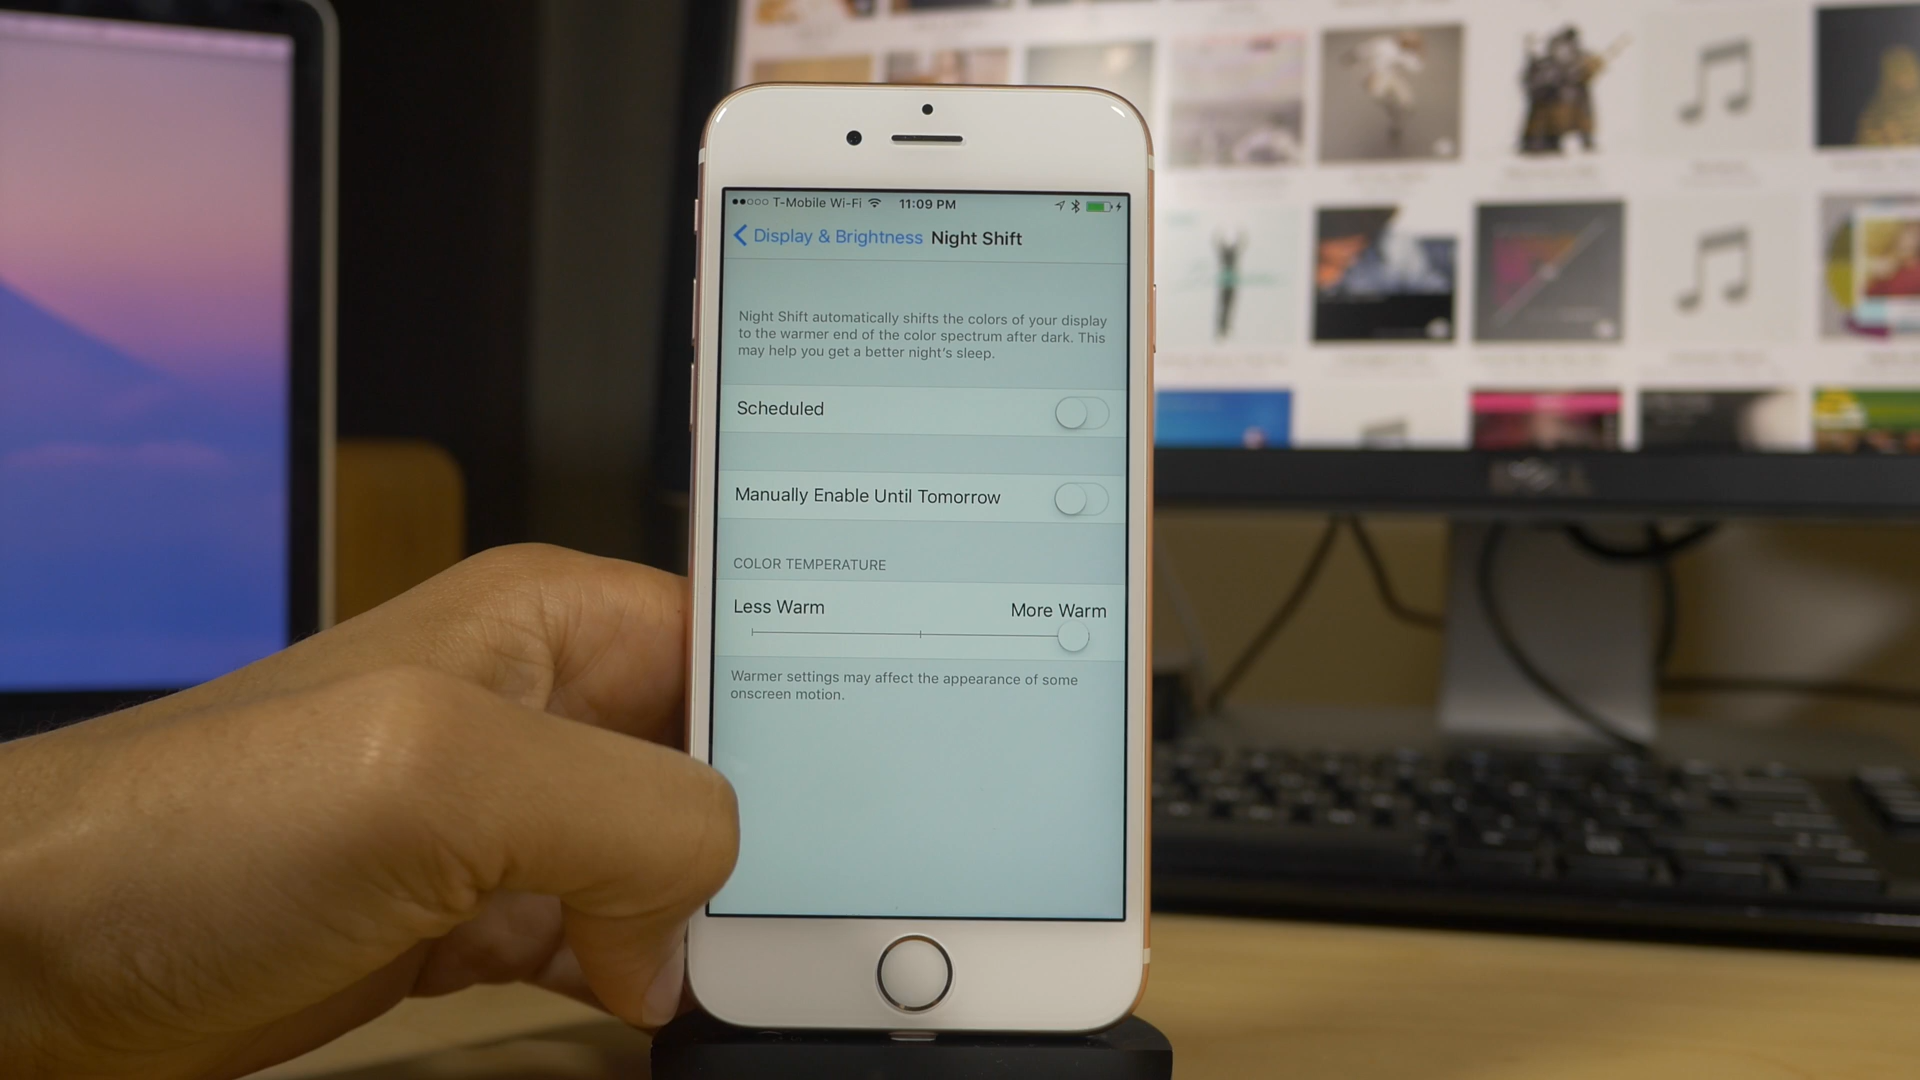 T-Mobile Wi-Fi 11:09 PM
Display & Brightness Night Shift
Night Shift automatically shifts the colors of your display
to the warmer end of the color spectrum after dark. This
may help you get a better night's sleep.
Scheduled
Manually Enable Until Tomorrow
COLOR TEMPERATURE
Less Warm More Warm
Warmer settings may affect the appearance of some
onscreen motion.
DELL